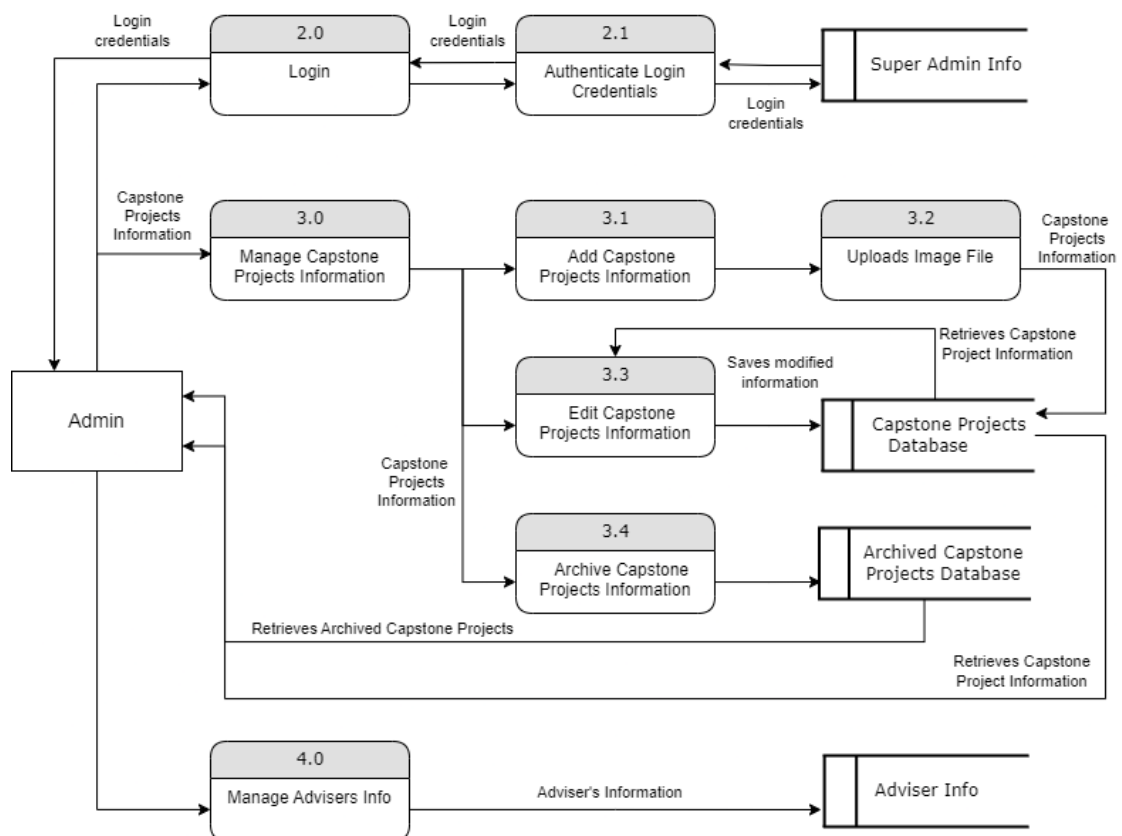 Login
credentials
2.0
Login
Login
credentials
2.1
Authenticate Login
Credentials
Super Admin Info
Login
credentials
Capstone
Projects
Information
3.0
Manage Capstone
Projects Information
3.1
Add Capstone
Projects Information
3.2
Uploads Image File
Capstone
Projects
Information
Retrieves Capstone
Project Information
Saves modified
information
3.3
Edit Capstone
Projects Information
Admin
Capstone Projects
Database
Capstone
Projects
Information
3.4
Archive Capstone
Projects Information
Archived Capstone
Projects Database
Retrieves Archived Capstone Projects
Retrieves Capstone
Project Information
4.0
Manage Advisers Info
Adviser's Information
Adviser Info